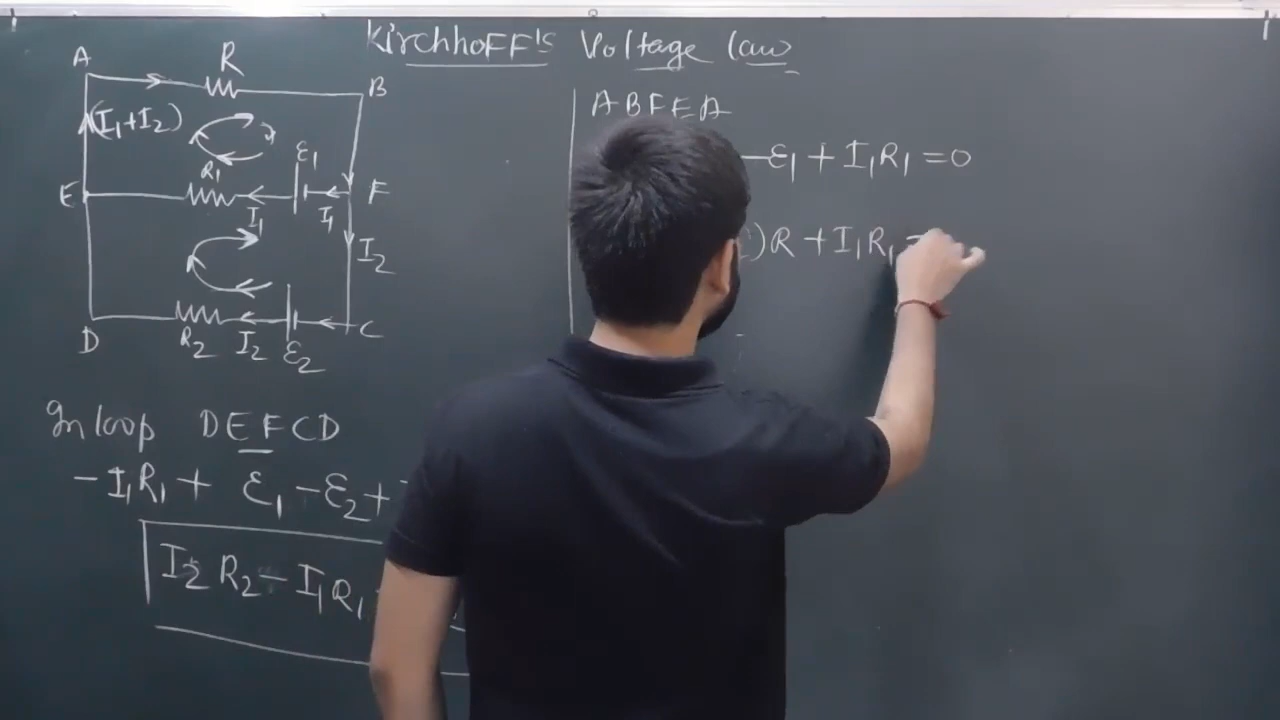 Kirchhoff's Voltage law
A
R
B
(I₁+I₂)
ε₁
R₁
E
I₁
I₁
F
I₂
D
R₂
I₂
ε₂
C
ABFEA
-ε₁ + I₁R₁ = 0
)R + I₁R₁ =
In loop DEFCD
-I₁R₁ + ε₁ - ε₂ +
I₂R₂ - I₁R₁